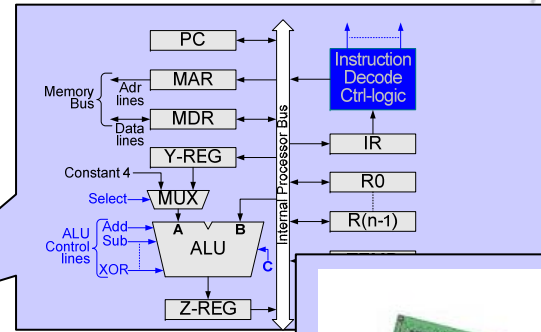 PC
MAR
Memory
Bus
Adr
lines
MDR
Data
lines
Y-REG
Constant 4
Select
MUX
A
B
ALU
Control
lines
Add
Sub
XOR
ALU
C
Z-REG
Internal Processor Bus
Instruction
Decode
Ctrl-logic
IR
R0
R(n-1)